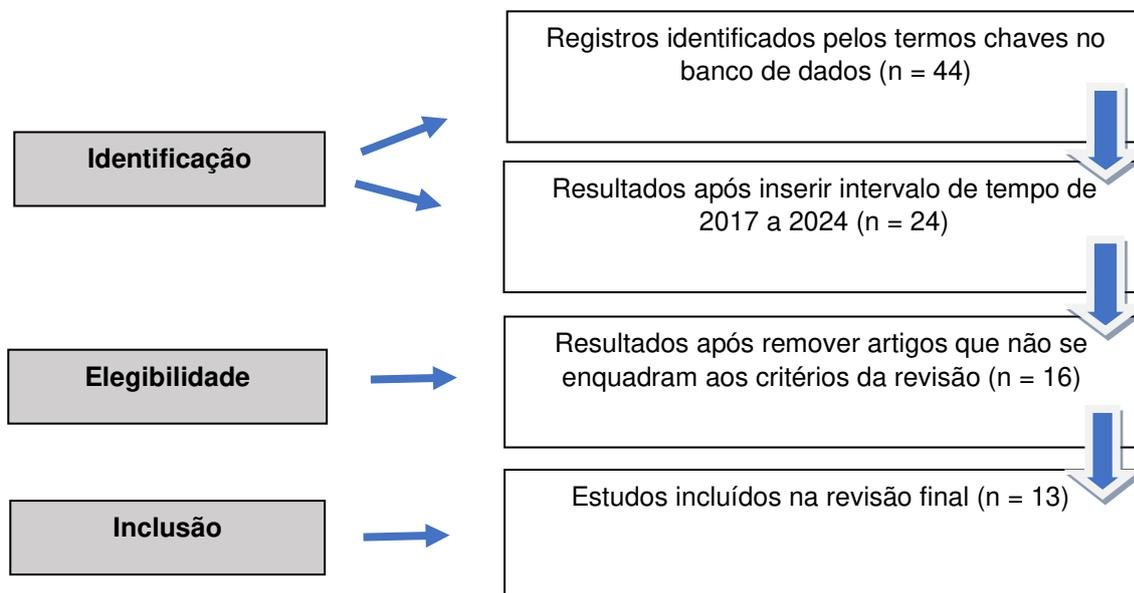 Registros identificados pelos termos chaves no
banco de dados (n = 44)
Identificação
Resultados após inserir intervalo de tempo de
2017 a 2024 (n = 24)
Resultados após remover artigos que não se
enquadram aos critérios da revisão (n = 16)
Elegibilidade
Estudos incluídos na revisão final (n = 13)
Inclusão